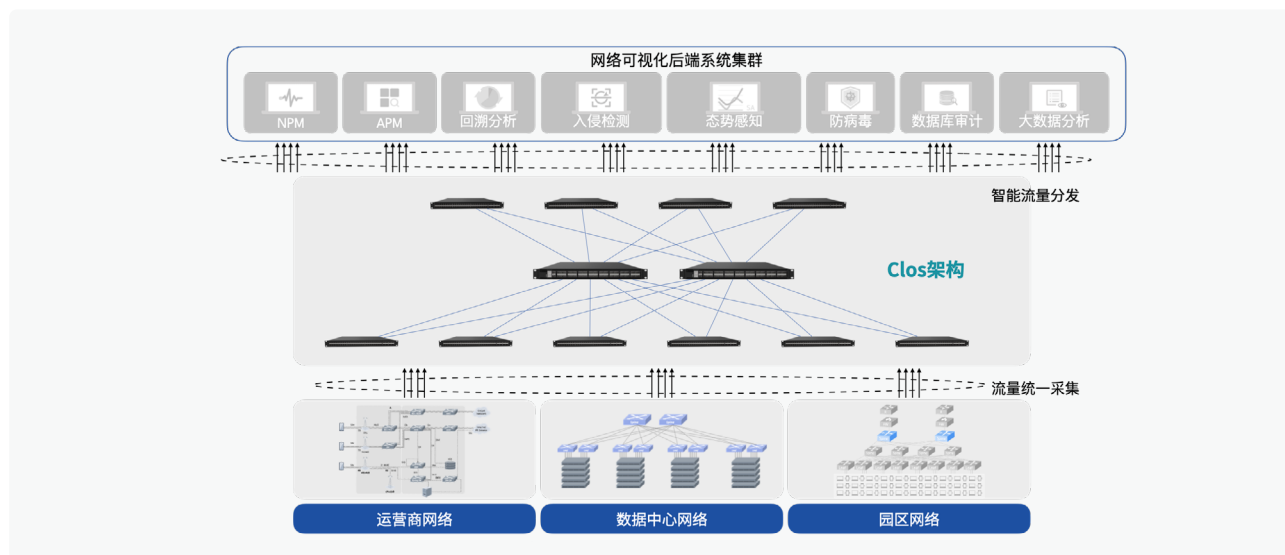 网络可视化后端系统集群
NPM
APM
回溯分析
入侵检测
态势感知
防病毒
数据库审计
大数据分析
智能流量分发
Clos架构
流量统一采集
运营商网络
数据中心网络
园区网络